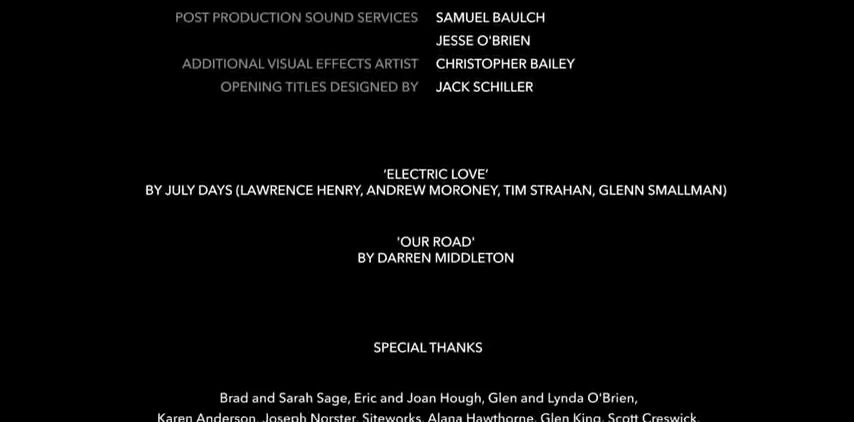 POST PRODUCTION SOUND SERVICES SAMUEL BAULCH
JESSE O'BRIEN
ADDITIONAL VISUAL EFFECTS ARTIST CHRISTOPHER BAILEY
OPENING TITLES DESIGNED BY JACK SCHILLER
‘ELECTRIC LOVE’
BY JULY DAYS (LAWRENCE HENRY, ANDREW MORONEY, TIM STRAHAN, GLENN SMALLMAN)
'OUR ROAD'
BY DARREN MIDDLETON
SPECIAL THANKS
Brad and Sarah Sage, Eric and Joan Hough, Glen and Lynda O'Brien,
Karen Anderson, Joseph Norster, Siteworks, Alana Hawthorne, Glen King, Scott Creswick,